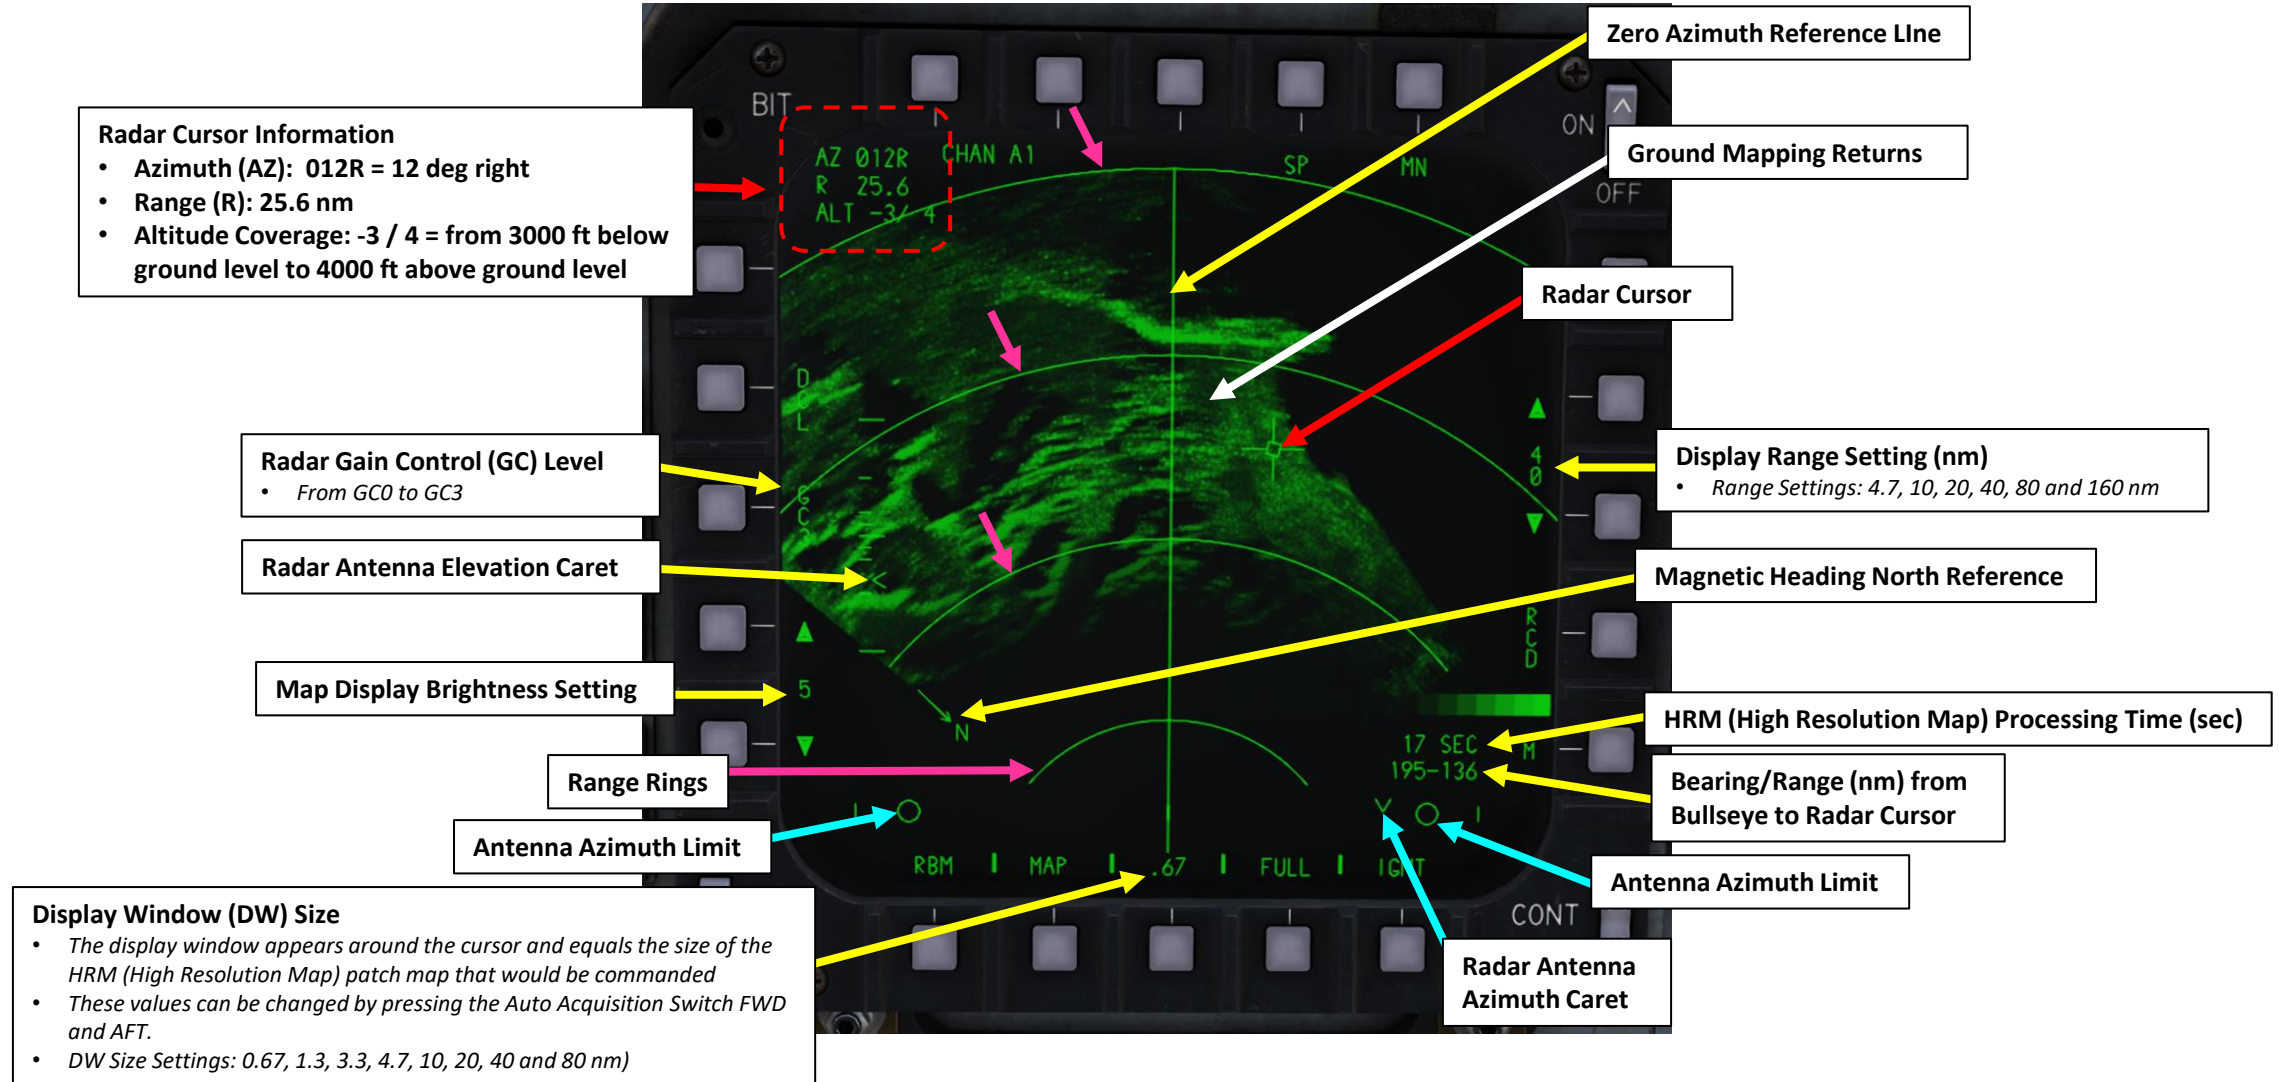 Zero Azimuth Reference LIne
BIT
ON
Radar Cursor Information
• Azimuth (AZ): 012R = 12 deg right
• Range (R): 25.6 nm
• Altitude Coverage: -3 / 4 = from 3000 ft below
ground level to 4000 ft above ground level
AZ 012R
R 25.6
ALT -3/ 4
CHAN A1
SP
MN
Ground Mapping Returns
OFF
Radar Cursor
DCL
Radar Gain Control (GC) Level
• From GC0 to GC3
GC3
40
Display Range Setting (nm)
• Range Settings: 4.7, 10, 20, 40, 80 and 160 nm
Radar Antenna Elevation Caret
Magnetic Heading North Reference
RCD
Map Display Brightness Setting
5
N
HRM (High Resolution Map) Processing Time (sec)
17 SEC
M
195-136
Bearing/Range (nm) from
Bullseye to Radar Cursor
Range Rings
Antenna Azimuth Limit
RBM
MAP
.67
FULL
Antenna Azimuth Limit
CONT
Display Window (DW) Size
• The display window appears around the cursor and equals the size of the
HRM (High Resolution Map) patch map that would be commanded
• These values can be changed by pressing the Auto Acquisition Switch FWD
and AFT.
• DW Size Settings: 0.67, 1.3, 3.3, 4.7, 10, 20, 40 and 80 nm)
Radar Antenna
Azimuth Caret